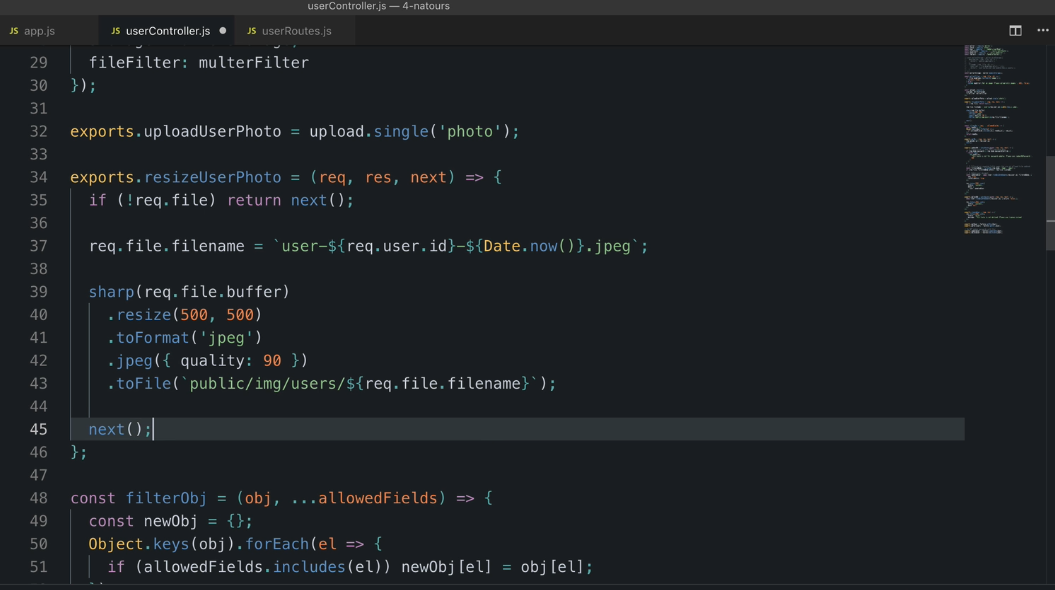 userController.js — 4-natours
JS app.js
JS userController.js
JS userRoutes.js
29 fileFilter: multerFilter
30 });
31
32 exports.uploadUserPhoto = upload.single('photo');
33
34 exports.resizeUserPhoto = (req, res, next) => {
35 if (!req.file) return next();
36
37 req.file.filename = `user-${req.user.id}-${Date.now()}.jpeg`;
38
39 sharp(req.file.buffer)
40 .resize(500, 500)
41 .toFormat('jpeg')
42 .jpeg({ quality: 90 })
43 .toFile(`public/img/users/${req.file.filename}`);
44
45 next();
46 };
47
48 const filterObj = (obj, ...allowedFields) => {
49 const newObj = {};
50 Object.keys(obj).forEach(el => {
51 if (allowedFields.includes(el)) newObj[el] = obj[el];